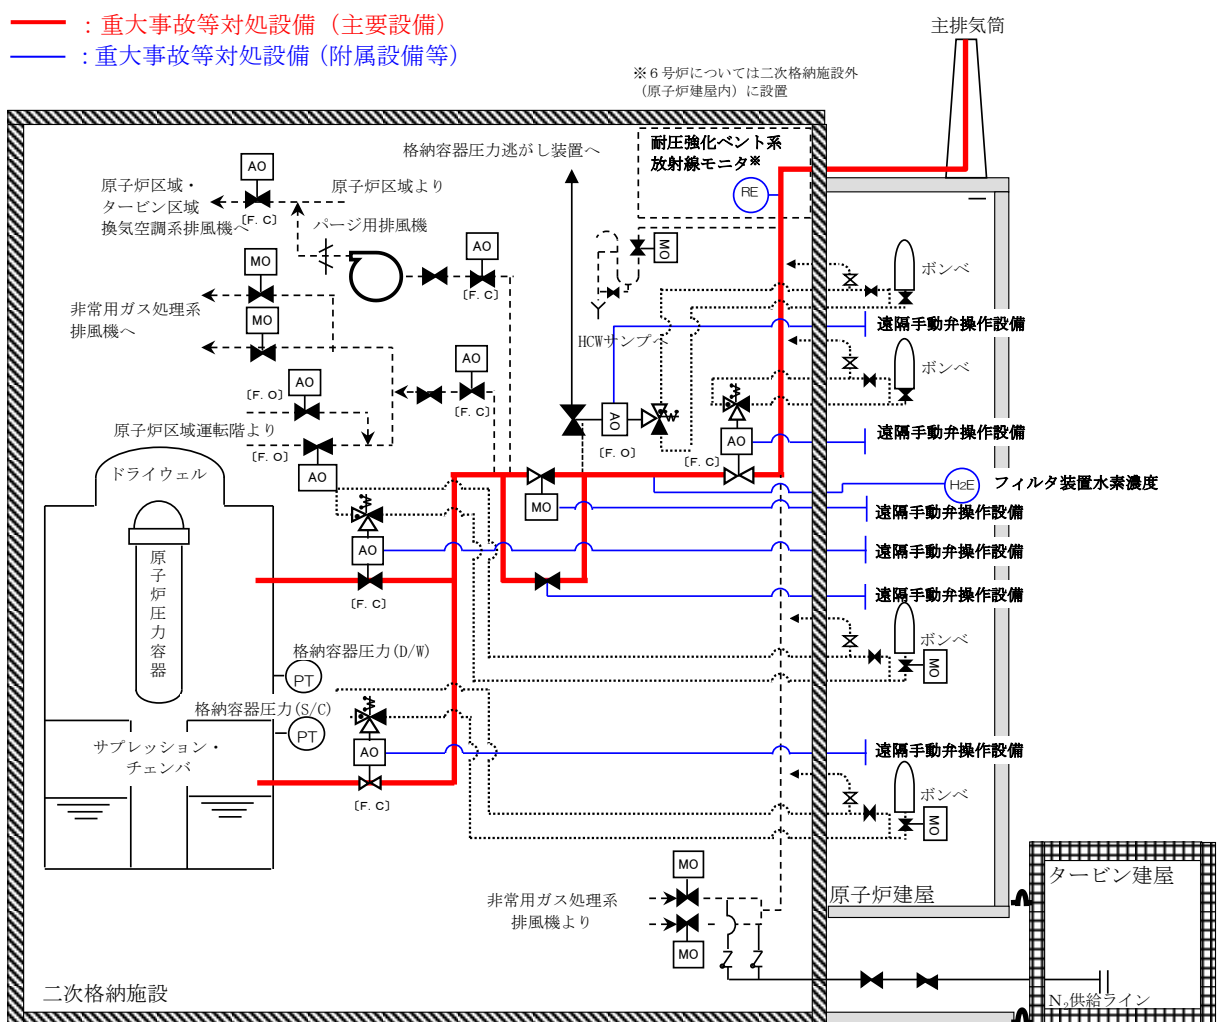 ：重大事故等対処設備（主要設備）
：重大事故等対処設備（附属設備等）
主排気筒
※６号炉については二次格納施設外
（原子炉建屋内）に設置
耐圧強化ベント系
放射線モニタ※
RE
格納容器圧力逃がし装置へ
AO
原子炉区域・
タービン区域
換気空調系排風機へ
[F. C]
原子炉区域より
パージ用排風機
MO
AO
[F. C]
MO
ボンベ
非常用ガス処理系
排風機へ
MO
HCWサンプへ
遠隔手動弁操作設備
AO
ボンベ
[F. O]
AO
[F. C]
AO
[F. O]
原子炉区域運転階より
[F. O]
AO
遠隔手動弁操作設備
AO
[F. C]
ドライウェル
H2E
フィルタ装置水素濃度
MO
遠隔手動弁操作設備
AO
遠隔手動弁操作設備
[F. C]
遠隔手動弁操作設備
原子炉圧力容器
ボンベ
MO
格納容器圧力(D/W)
PT
格納容器圧力(S/C)
PT
サプレッション・
チェンバ
AO
遠隔手動弁操作設備
[F. C]
ボンベ
MO
MO
非常用ガス処理系
排風機より
MO
原子炉建屋
タービン建屋
二次格納施設
N₂供給ライン